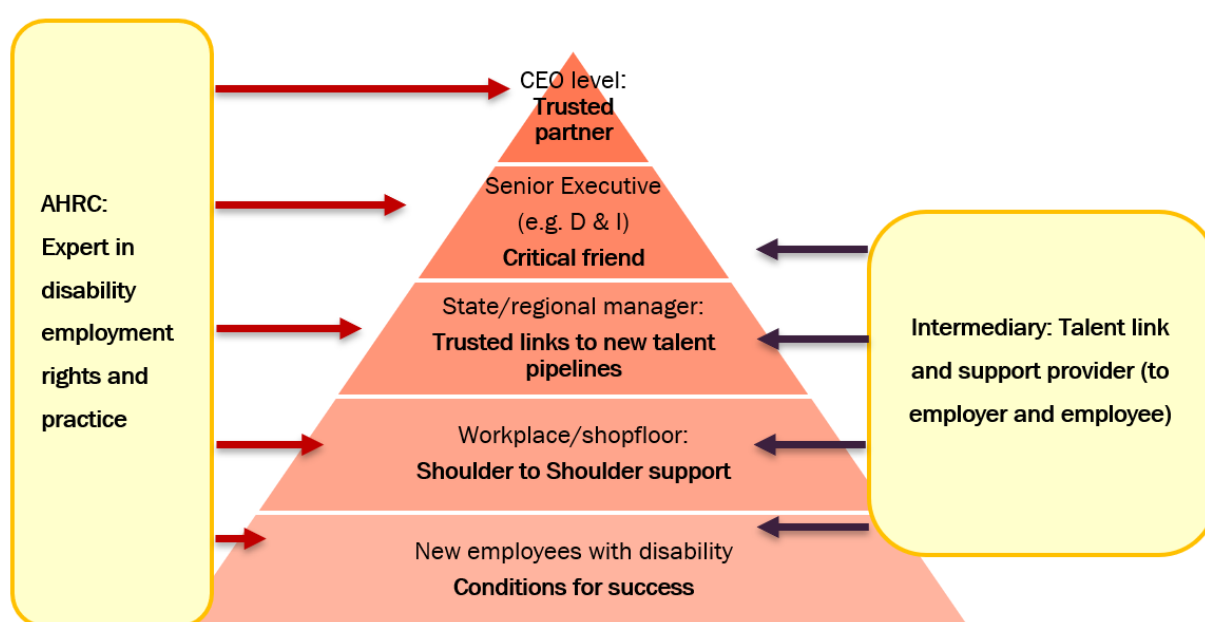 AHRC:
Expert in
disability
employment
rights and
practice
CEO level:
Trusted
partner
Senior Executive
(e.g. D & I)
Critical friend
State/regional manager:
Trusted links to new talent
pipelines
Workplace/shopfloor:
Shoulder to Shoulder support
New employees with disability
Conditions for success
Intermediary: Talent link
and support provider (to
employer and employee)